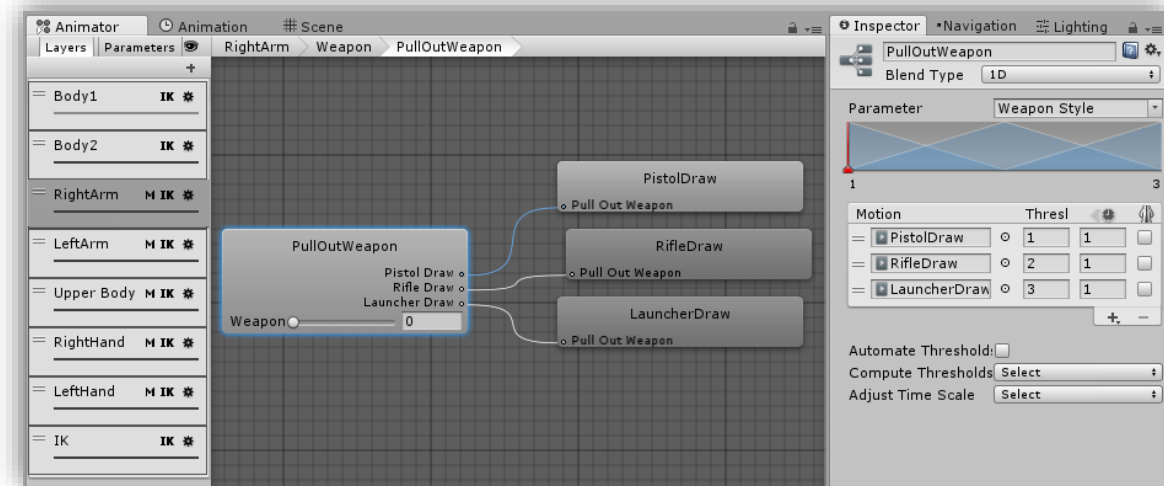 Animator
Animation
Scene
Layers
Parameters
RightArm
Weapon
PullOutWeapon
+
Body1 IK
Body2 IK
RightArm M IK
LeftArm M IK
Upper Body M IK
RightHand M IK
LeftHand M IK
IK IK
PullOutWeapon
Pistol Draw
Rifle Draw
Launcher Draw
Weapon 0
PistolDraw
Pull Out Weapon
RifleDraw
Pull Out Weapon
LauncherDraw
Pull Out Weapon
Inspector
Navigation
Lighting
PullOutWeapon
Blend Type 1D
Parameter Weapon Style
1 3
Motion Thresl
PistolDraw 1 1
RifleDraw 2 1
LauncherDraw 3 1
+ −
Automate Threshold:
Compute Thresholds Select
Adjust Time Scale Select